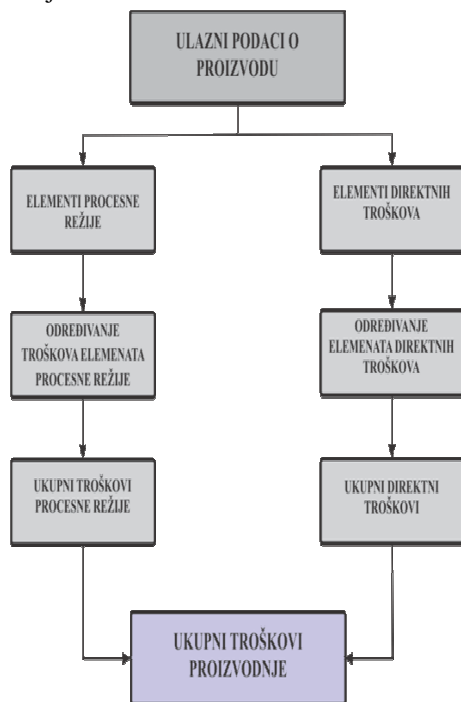 ULAZNI PODACI O
PROIZVODU
ELEMENTI PROCESNE
REŽIJE
ELEMENTI DIREKTNIH
TROŠKOVA
ODREĐIVANJE
TROŠKOVA ELEMENATA
PROCESNE REŽIJE
ODREĐIVANJE
ELEMENATA DIREKTNIH
TROŠKOVA
UKUPNI TROŠKOVI
PROCESNE REŽIJE
UKUPNI DIREKTNI
TROŠKOVI
UKUPNI TROŠKOVI
PROIZVODNJE